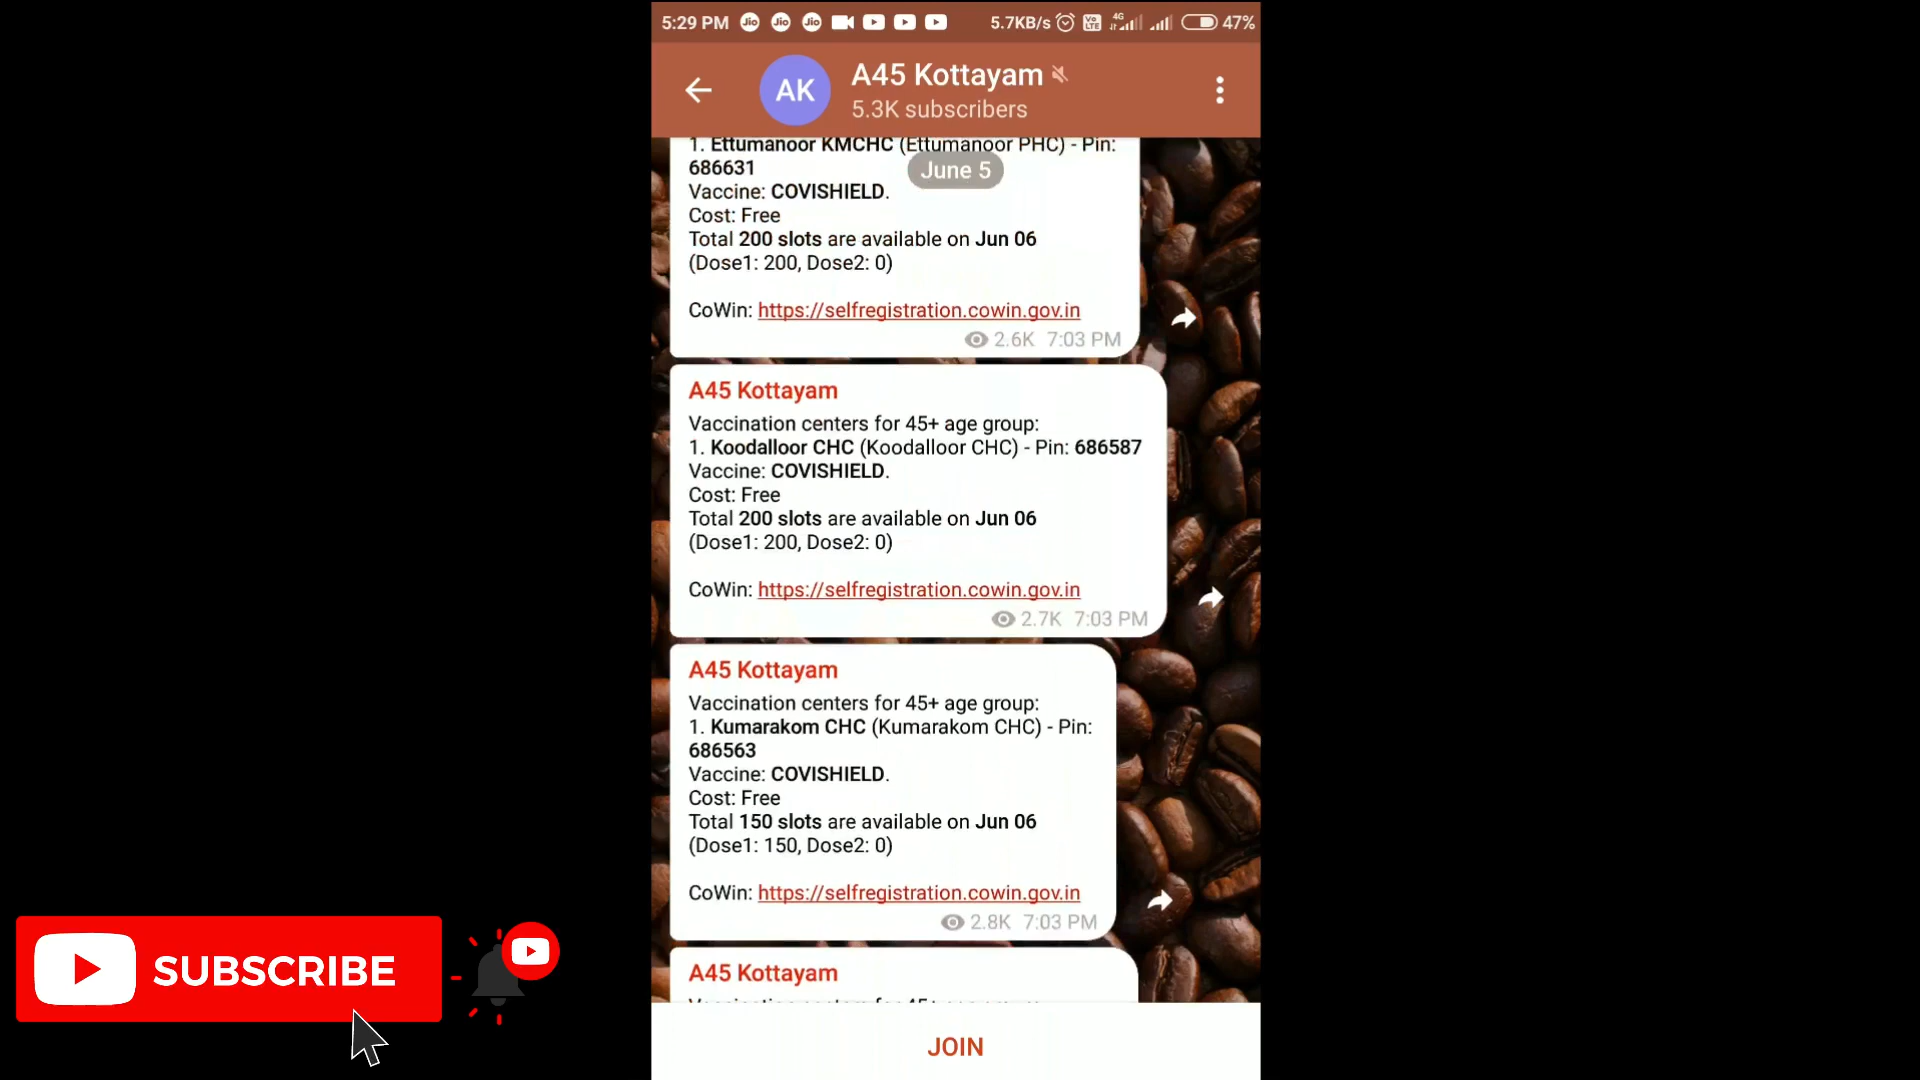 5:29 PM Jio Jio Jio 5.7KB/s Vo LTE 4G 47%
AK A45 Kottayam
5.3K subscribers
1. Ettumanoor KMCHC (Ettumanoor PHC) - Pin:
686631
June 5
Vaccine: COVISHIELD.
Cost: Free
Total 200 slots are available on Jun 06
(Dose1: 200, Dose2: 0)
CoWin: https://selfregistration.cowin.gov.in
2.6K 7:03 PM
A45 Kottayam
Vaccination centers for 45+ age group:
1. Koodalloor CHC (Koodalloor CHC) - Pin: 686587
Vaccine: COVISHIELD.
Cost: Free
Total 200 slots are available on Jun 06
(Dose1: 200, Dose2: 0)
CoWin: https://selfregistration.cowin.gov.in
2.7K 7:03 PM
A45 Kottayam
Vaccination centers for 45+ age group:
1. Kumarakom CHC (Kumarakom CHC) - Pin:
686563
Vaccine: COVISHIELD.
Cost: Free
Total 150 slots are available on Jun 06
(Dose1: 150, Dose2: 0)
CoWin: https://selfregistration.cowin.gov.in
2.8K 7:03 PM
A45 Kottayam
JOIN
SUBSCRIBE